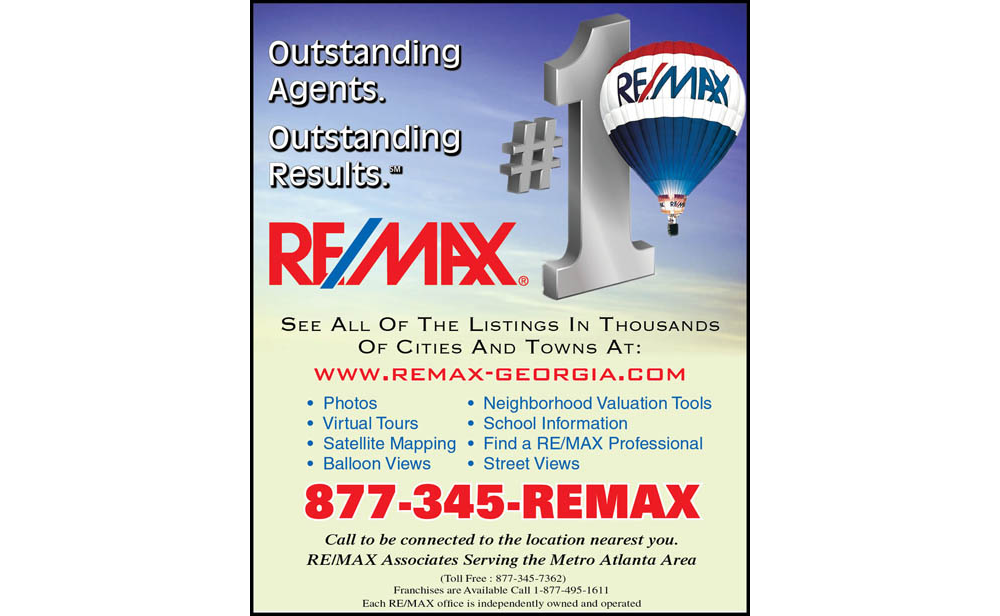 Outstanding
Agents.
Outstanding
Results.℠
#1
RE/MAX
RE/MAX
RE/MAX®
See All Of The Listings In Thousands
Of Cities And Towns At:
www.remax-georgia.com
• Photos
• Virtual Tours
• Satellite Mapping
• Balloon Views
• Neighborhood Valuation Tools
• School Information
• Find a RE/MAX Professional
• Street Views
877-345-REMAX
Call to be connected to the location nearest you.
RE/MAX Associates Serving the Metro Atlanta Area
(Toll Free : 877-345-7362)
Franchises are Available Call 1-877-495-1611
Each RE/MAX office is independently owned and operated